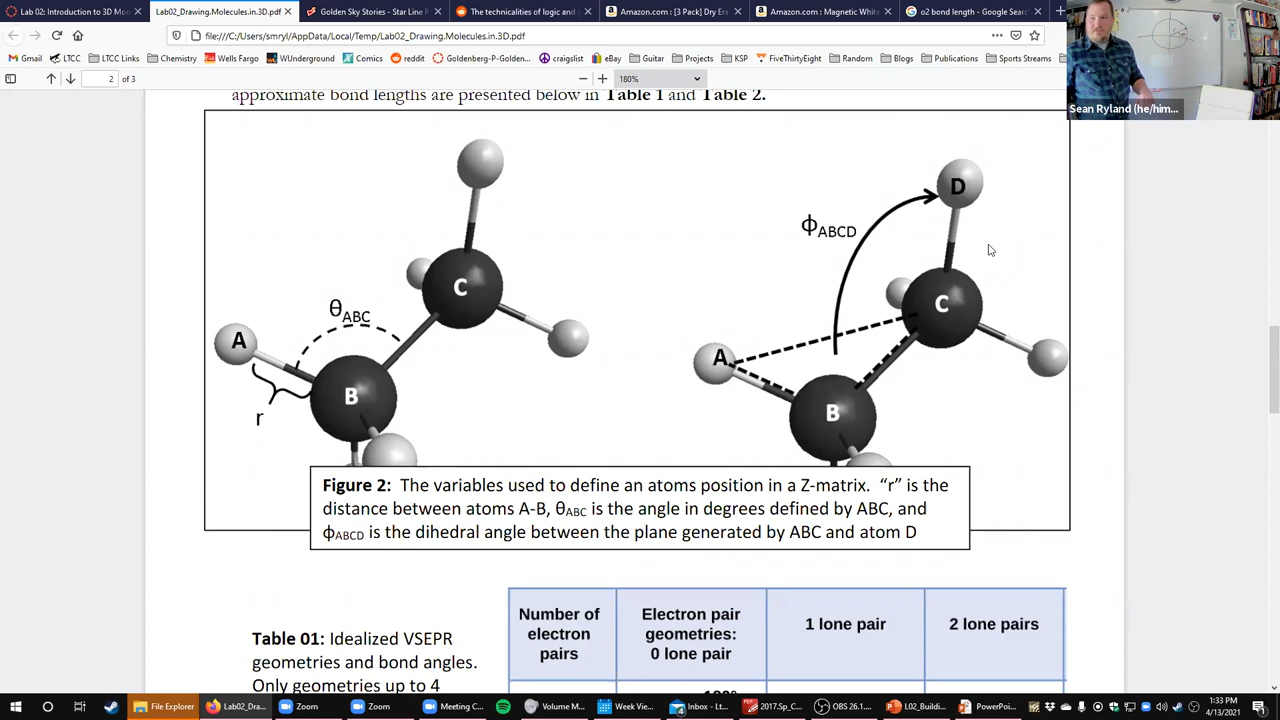 Lab 02: Introduction to 3D Mo
Lab02_Drawing.Molecules.in.3D.pdf
Golden Sky Stories - Star Line P
The technicalities of logic and
Amazon.com : [3 Pack] Dry Era
Amazon.com : Magnetic White
o2 bond length - Google Searc
file:///C:/Users/smryl/AppData/Local/Temp/Lab02_Drawing.Molecules.in.3D.pdf
Gmail
LTCC
LTCC Links
Chemistry
Wells Fargo
WUnderground
Comics
reddit
Goldenberg-P-Golden...
craigslist
eBay
Guitar
Projects
KSP
FiveThirtyEight
Random
Blogs
Publications
Sports Streams
2 of 3
180%
Sean Ryland (he/him...
approximate bond lengths are presented below in Table 1 and Table 2.
D
ϕABCD
C
C
θABC
A
A
B
B
r
Figure 2: The variables used to define an atoms position in a Z-matrix. "r" is the
distance between atoms A-B, θABC is the angle in degrees defined by ABC, and
ϕABCD is the dihedral angle between the plane generated by ABC and atom D
Table 01: Idealized VSEPR
geometries and bond angles.
Only geometries up to 4
Number of
electron
pairs
Electron pair
geometries:
0 lone pair
1 lone pair
2 lone pairs
File Explorer
Lab02_Dra...
Zoom
Zoom
Meeting C...
Volume M...
Week Vie...
Inbox - Lt...
2017.Sp_C...
OBS 26.1....
L02_Buildi...
PowerPoi...
1:33 PM
4/13/2021